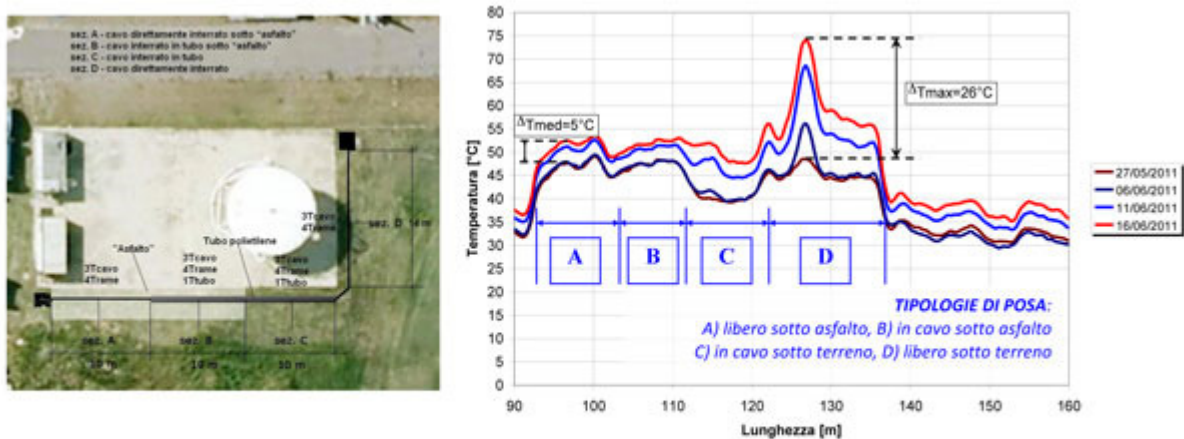 sez. A - cavo direttamente interrato sotto "asfalto"
sez. B - cavo interrato in tubo sotto "asfalto"
sez. C - cavo interrato in tubo
sez. D - cavo direttamente interrato
3Tcavo
4Trame
sez. D
14 m
"Asfalto"
Tubo polietilene
3Tcavo
4Trame
3Tcavo
4Trame
1Ttubo
3Tcavo
4Trame
1Ttubo
sez. A
sez. B
sez. C
10 m
10 m
10 m
Temperatura [°C]
80
75
70
65
60
55
50
45
40
35
30
25
20
15
10
5
0
ΔTmed=5°C
ΔTmax=26°C
A
B
C
D
TIPOLOGIE DI POSA:
A) libero sotto asfalto, B) in cavo sotto asfalto
C) in cavo sotto terreno, D) libero sotto terreno
90 100 110 120 130 140 150 160
Lunghezza [m]
27/05/2011
06/06/2011
11/06/2011
16/06/2011